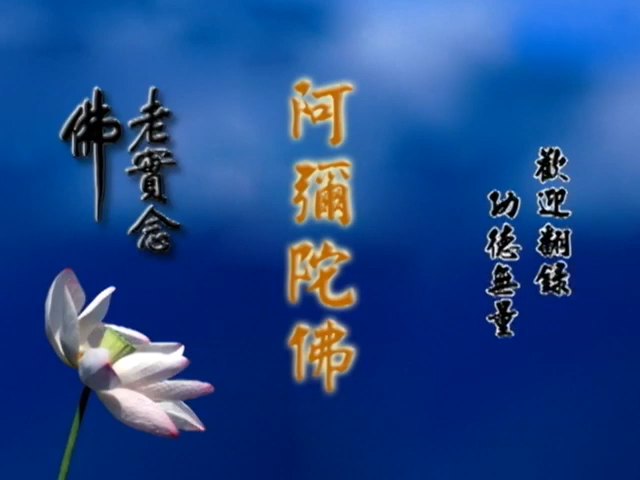 歡迎翻錄
功德無量
阿彌陀佛
老實念
佛